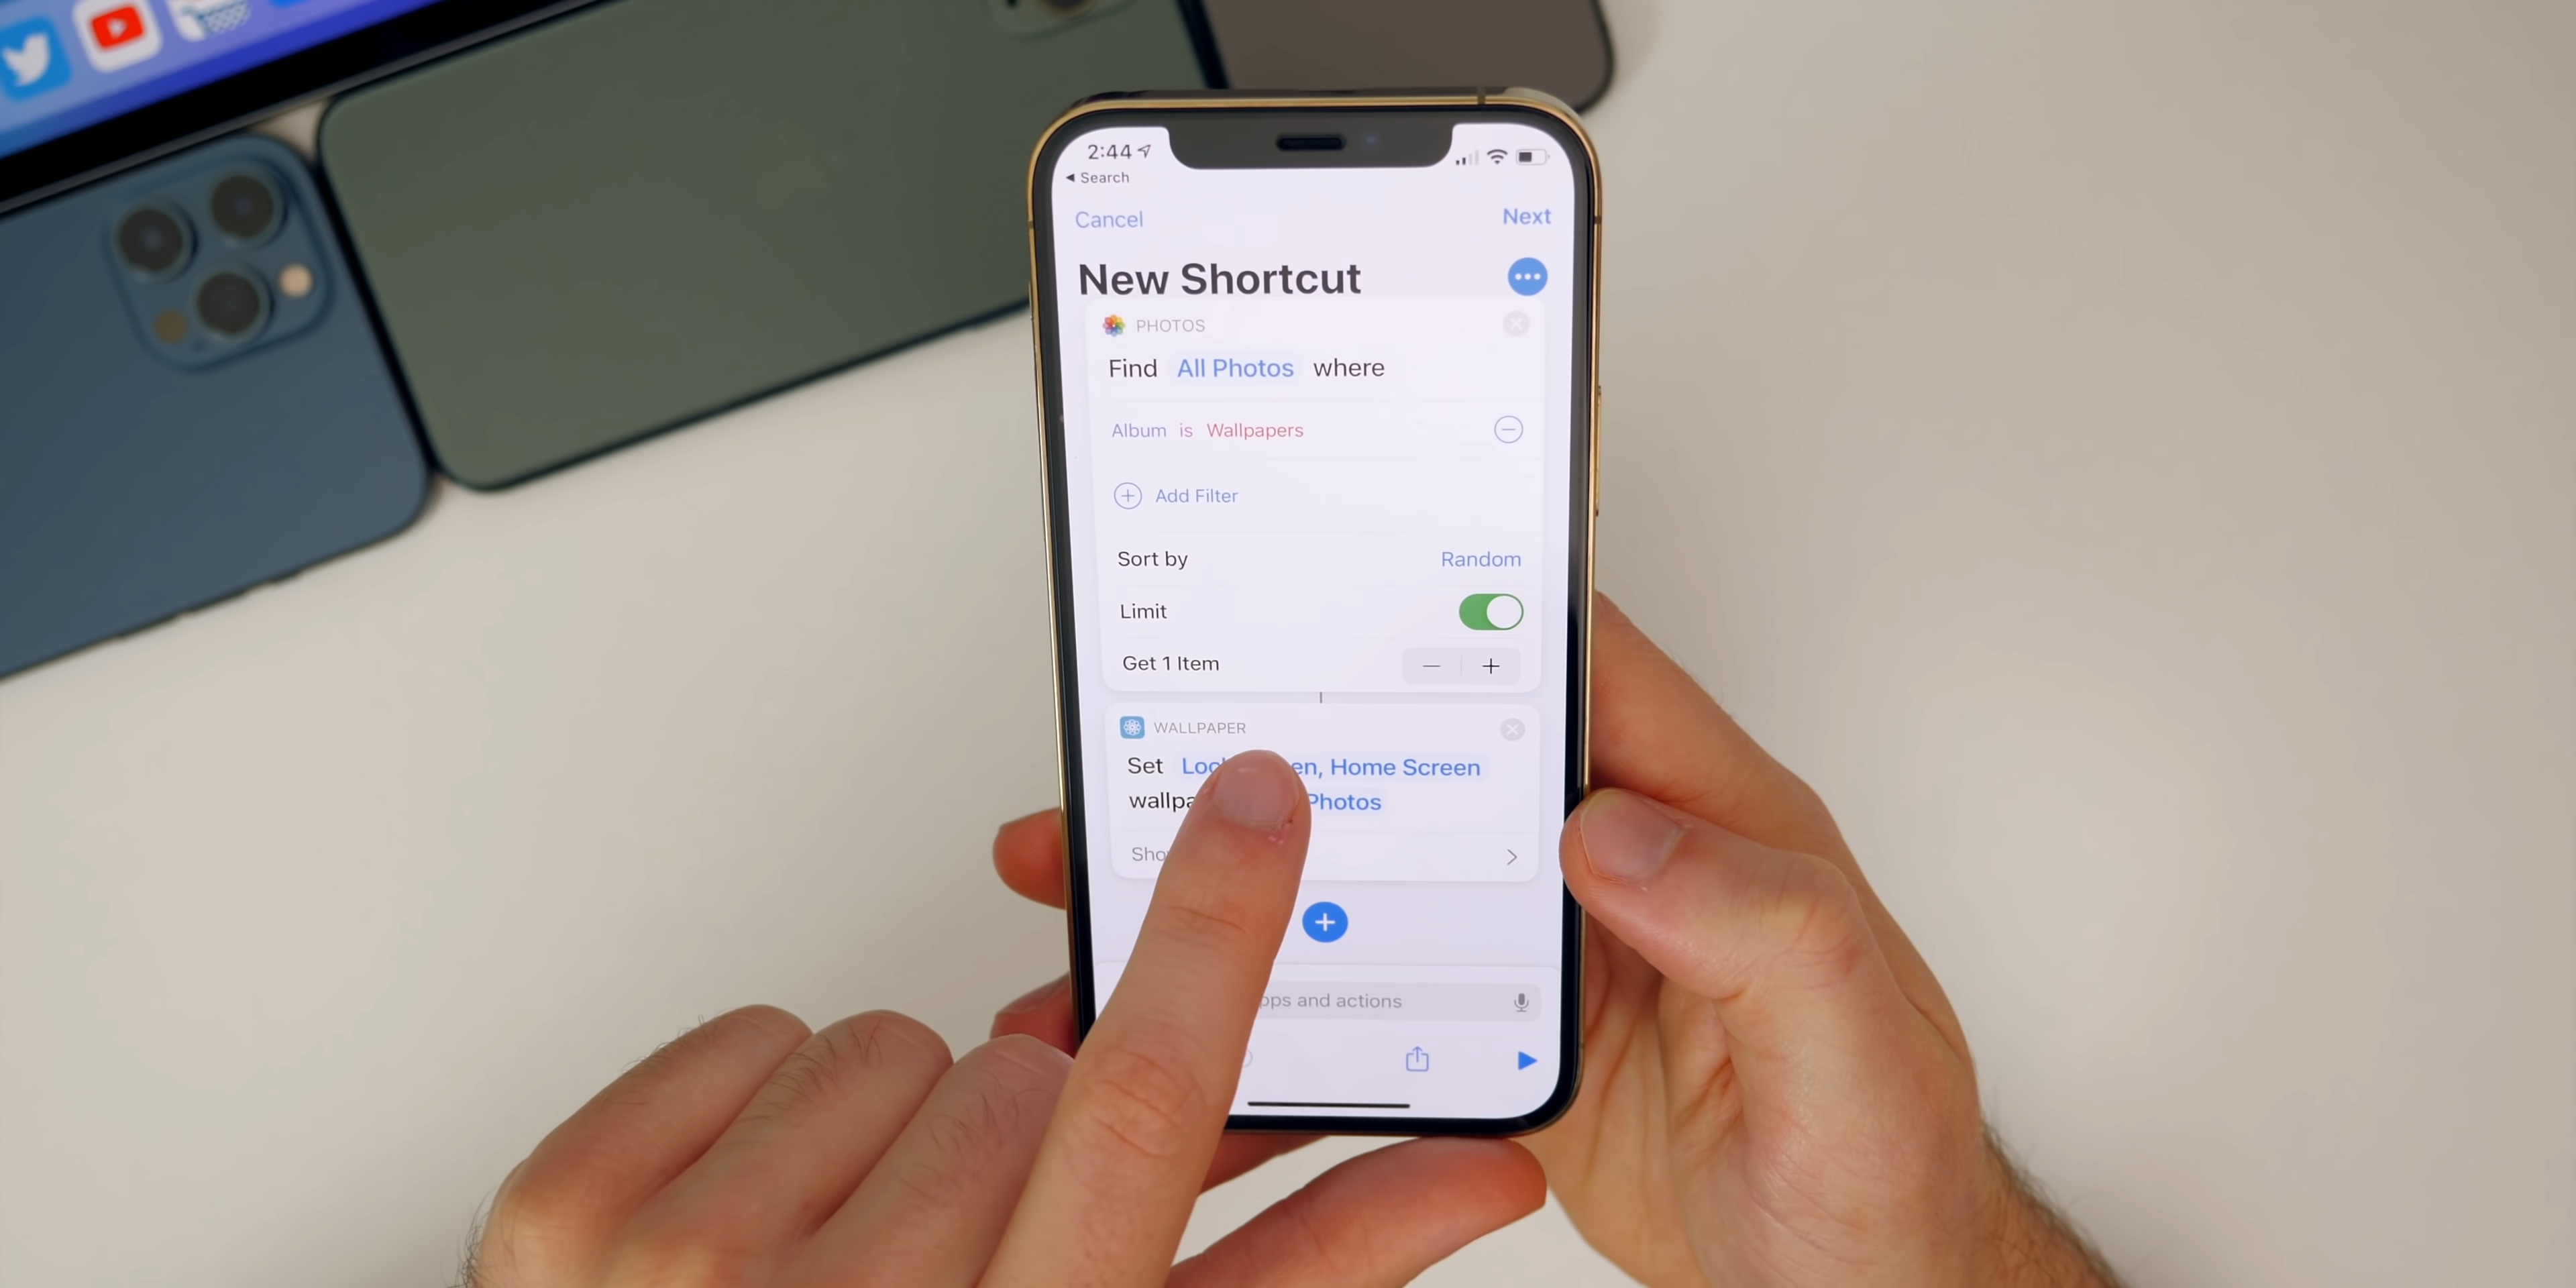 2:44
Search
Cancel
Next
New Shortcut
PHOTOS
Find All Photos where
Album is Wallpapers
Add Filter
Sort by Random
Limit
Get 1 Item
WALLPAPER
Set en, Home Screen
Photos
and actions